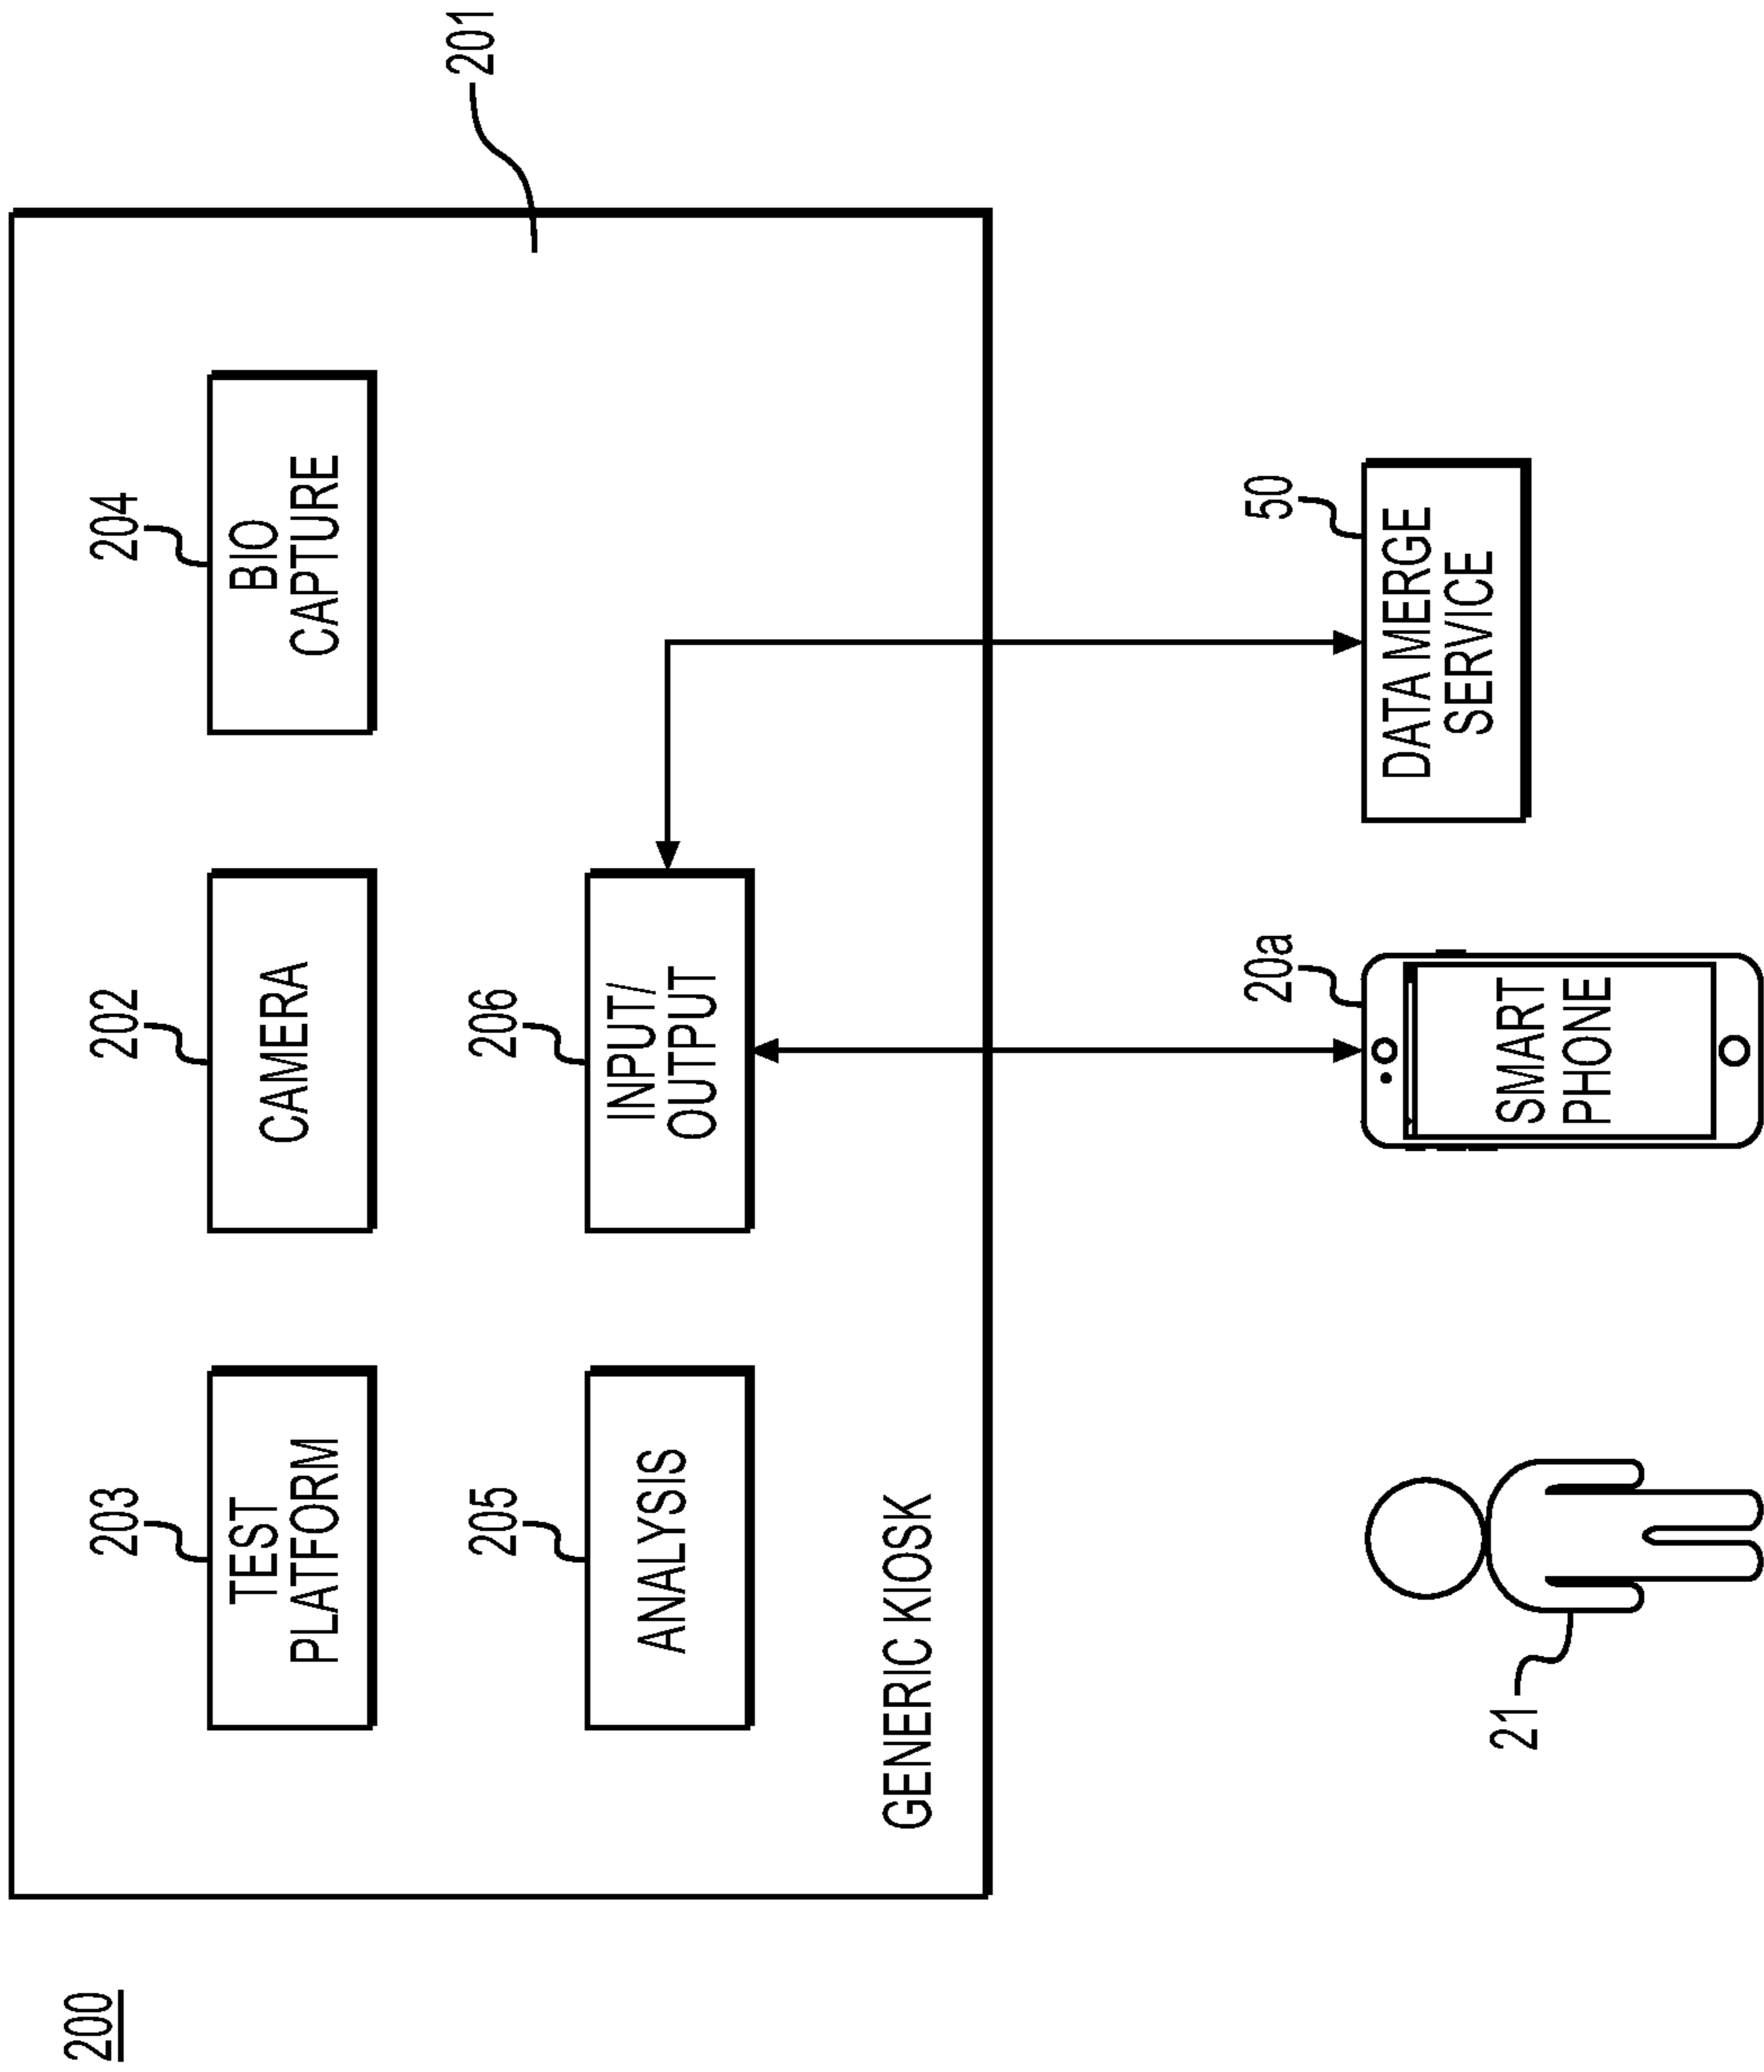 200
201
203
202
204
TEST
PLATFORM
CAMERA
BIO
CAPTURE
205
206
ANALYSIS
INPUT/
OUTPUT
GENERIC KIOSK
21
20a
50
SMART
PHONE
DATA MERGE
SERVICE